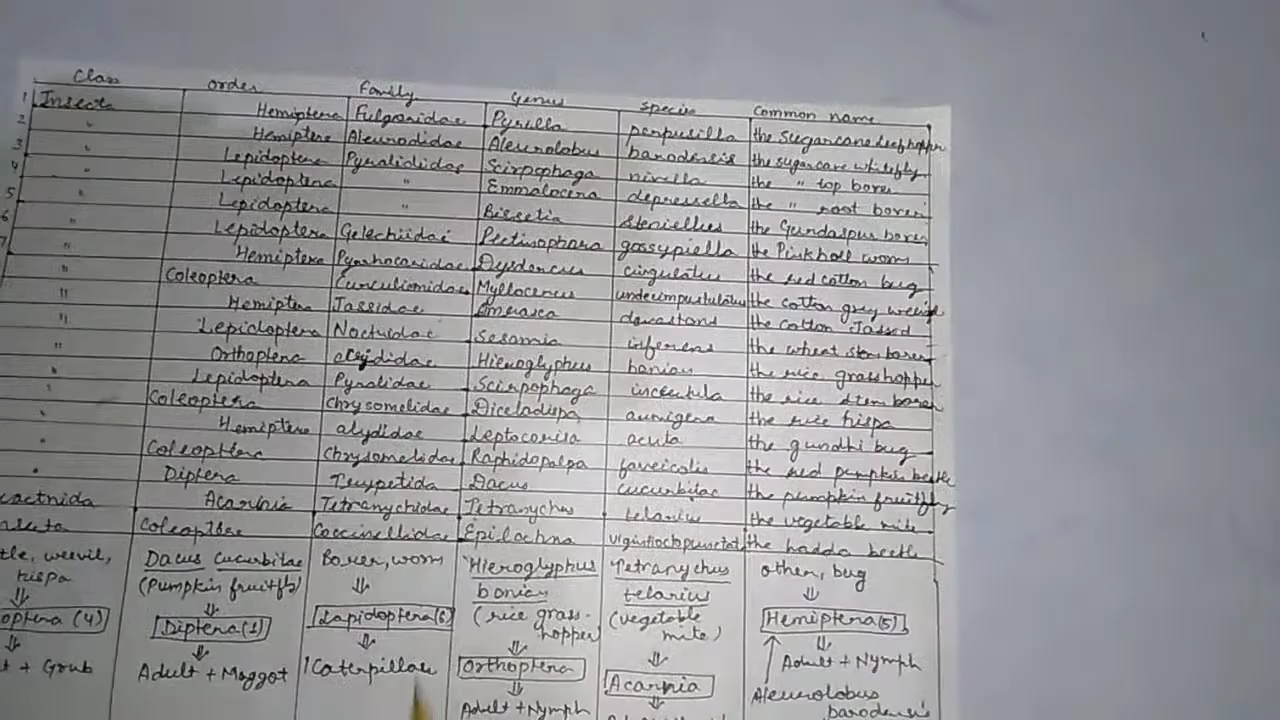 Class order Family Genus species Common name
1 Insecta Hemiptera Fulgoridae Pyrilla perpusilla the sugarcane leafhopper
2 " Hemiptera Aleurodidae Aleurolobus barodensis the sugarcane whitefly
3 " Lepidoptera Pyralididae Scirpophaga nivella the " top borer
4 " Lepidoptera " Emmalocera depressella the " root borer
5 " Lepidoptera " Bissetia steniellus the Gurdaspur borer
6 " Lepidoptera Gelechiidae Pectinophora gossypiella the Pinkboll worm
7 " Hemiptera Pyrrhocoridae Dysdercus cingulatus the red cotton bug
" Coleoptera Curculionidae Myllocerus undecimpustulatus the cotton grey weevil
" Hemiptera Jassidae Amrasca devastans the cotton Jassed
" Lepidoptera Noctuidae Sesamia inferens the wheat stem borer
" Orthoptera acrididae Hieroglyphus banian the rice grasshopper
" Lepidoptera Pyralidae Scirpophaga incertula the rice stem borer
" Coleoptera Chrysomelidae Diceladispa armigera the rice hispa
" Hemiptera alydidae Leptocorisa acuta the gundhi bug
" Coleoptera Chrysomelidae Raphidopalpa foveicolis the red pumpkin beetle
" Diptera Teypetida Dacus cucurbitae the pumpkin fruitfly
cactnida Acarinia Tetranychidae Tetranychus telarius the vegetable mite
Coleoptera Coccinellidae Epilachna vigintioctopunctat the hadda beetle
tle, weevil, Dacus cucurbitae Borer, worm Hieroglyphus Tetranychus other, bug
hispa (Pumpkin fruitfly) banian telarius
optera (4) Diptera (1) Lapidoptera (6) (rice grass- (vegetable Hemiptera (5)
hopper) mite)
t + Grub Adult + Maggot Caterpillar Orthoptera Acarnia Adult + Nymph
Adult + Nymph Aleurolobus
barodensis